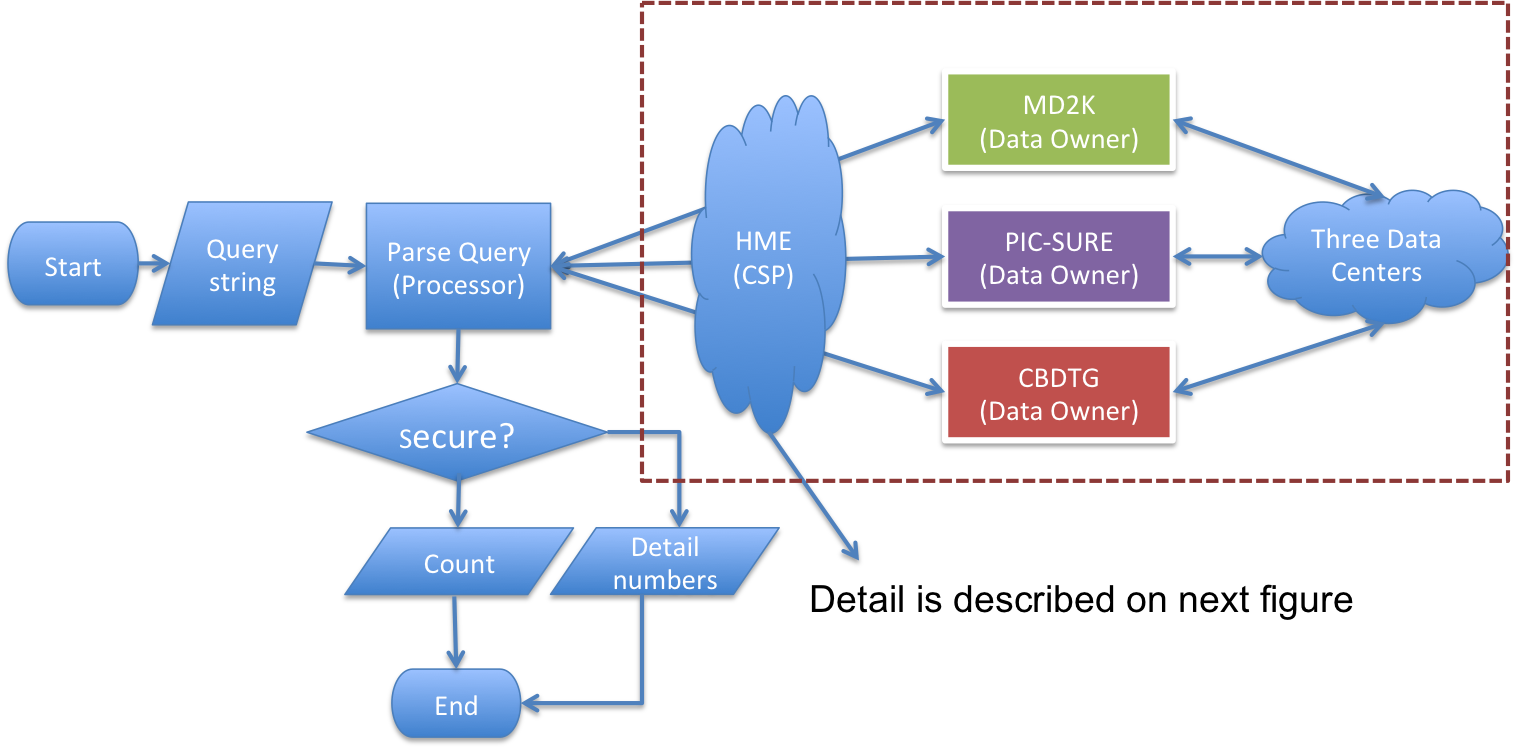 Start
Query
string
Parse Query
(Processor)
HME
(CSP)
MD2K
(Data Owner)
PIC-SURE
(Data Owner)
CBDTG
(Data Owner)
Three Data
Centers
secure?
Count
Detail
numbers
Detail is described on next figure
End